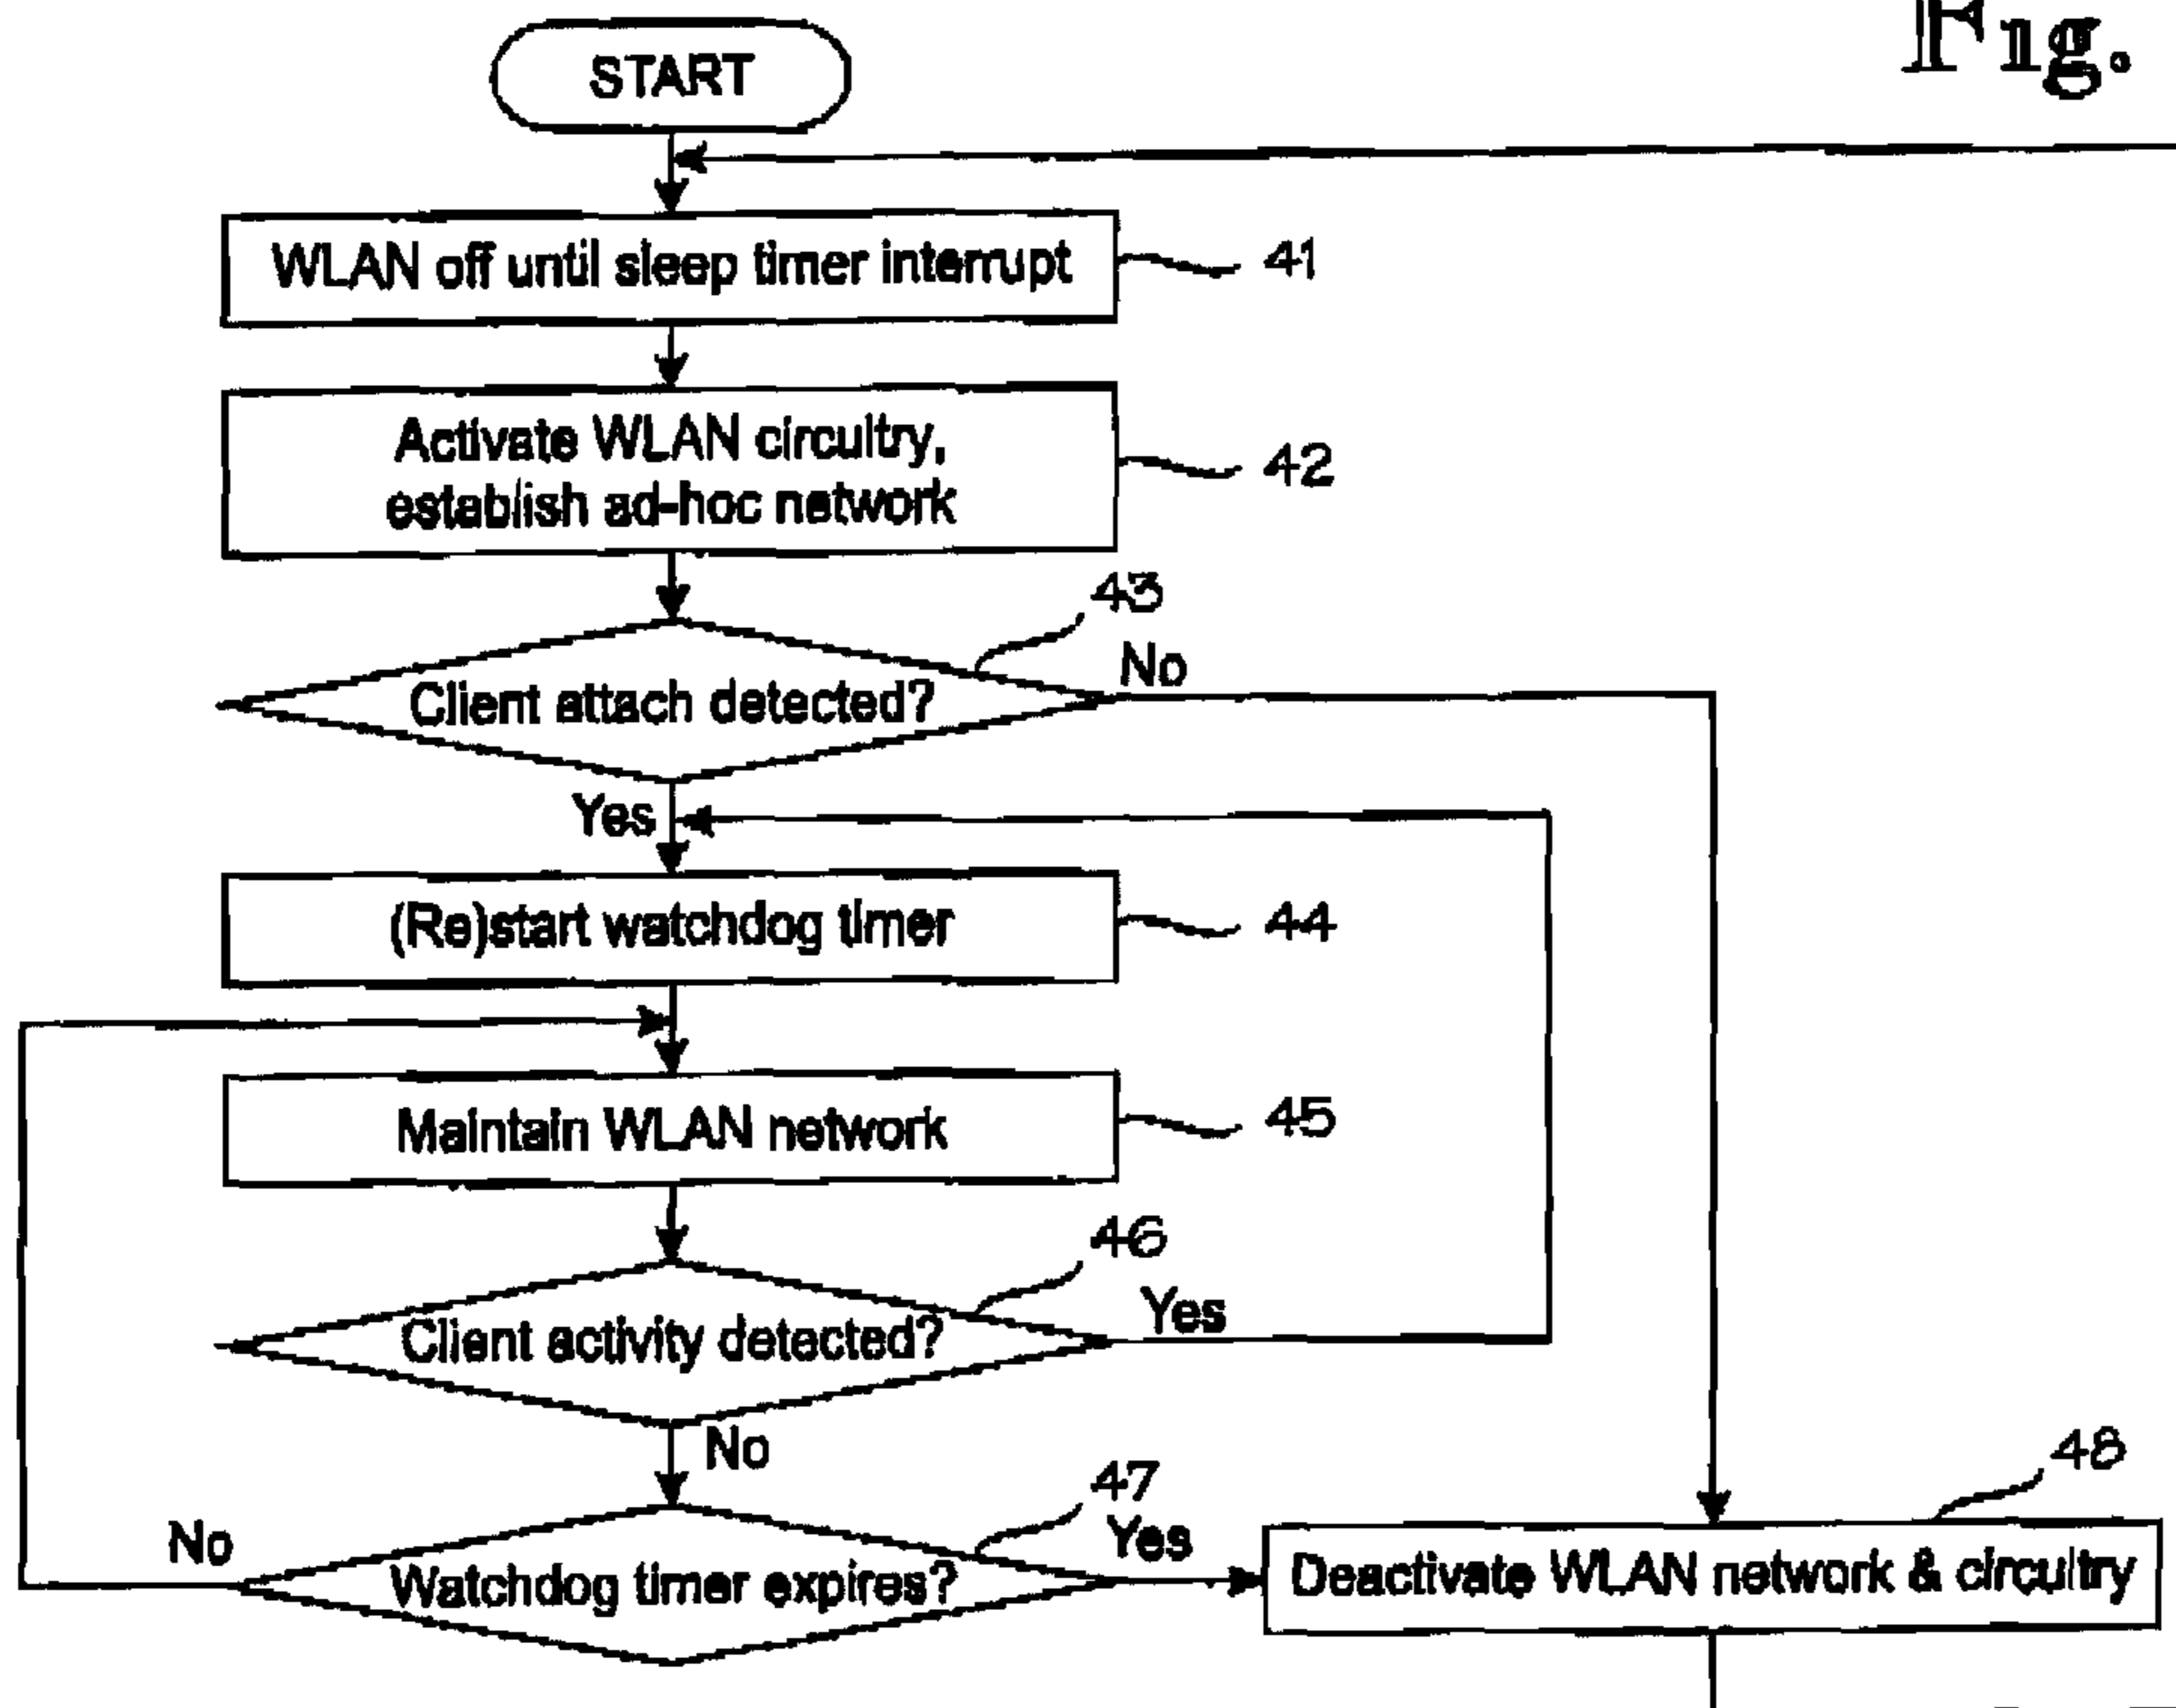 Fig.
START
WLAN off until sleep timer interrupt
41
Activate WLAN circuitry,
establish ad-hoc network
42
43
Client attach detected?
No
Yes
(Re)start watchdog timer
44
Maintain WLAN network
45
46
Client activity detected?
Yes
No
47
No
Watchdog timer expires?
Yes
48
Deactivate WLAN network & circuitry